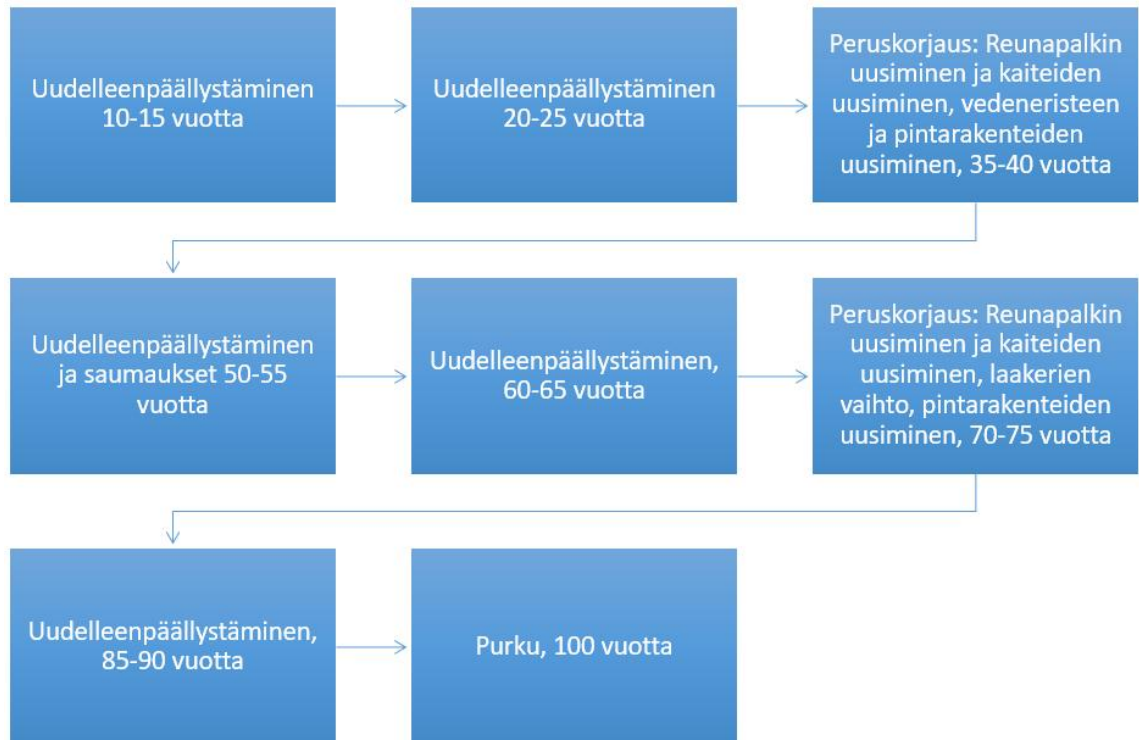 Uudelleenpäällystäminen
10-15 vuotta
Uudelleenpäällystäminen
20-25 vuotta
Peruskorjaus: Reunapalkin
uusiminen ja kaiteiden
uusiminen, vedeneristeen
ja pintarakenteiden
uusiminen, 35-40 vuotta
Uudelleenpäällystäminen
ja saumaukset 50-55
vuotta
Uudelleenpäällystäminen,
60-65 vuotta
Peruskorjaus: Reunapalkin
uusiminen ja kaiteiden
uusiminen, laakerien
vaihto, pintarakenteiden
uusiminen, 70-75 vuotta
Uudelleenpäällystäminen,
85-90 vuotta
Purku, 100 vuotta